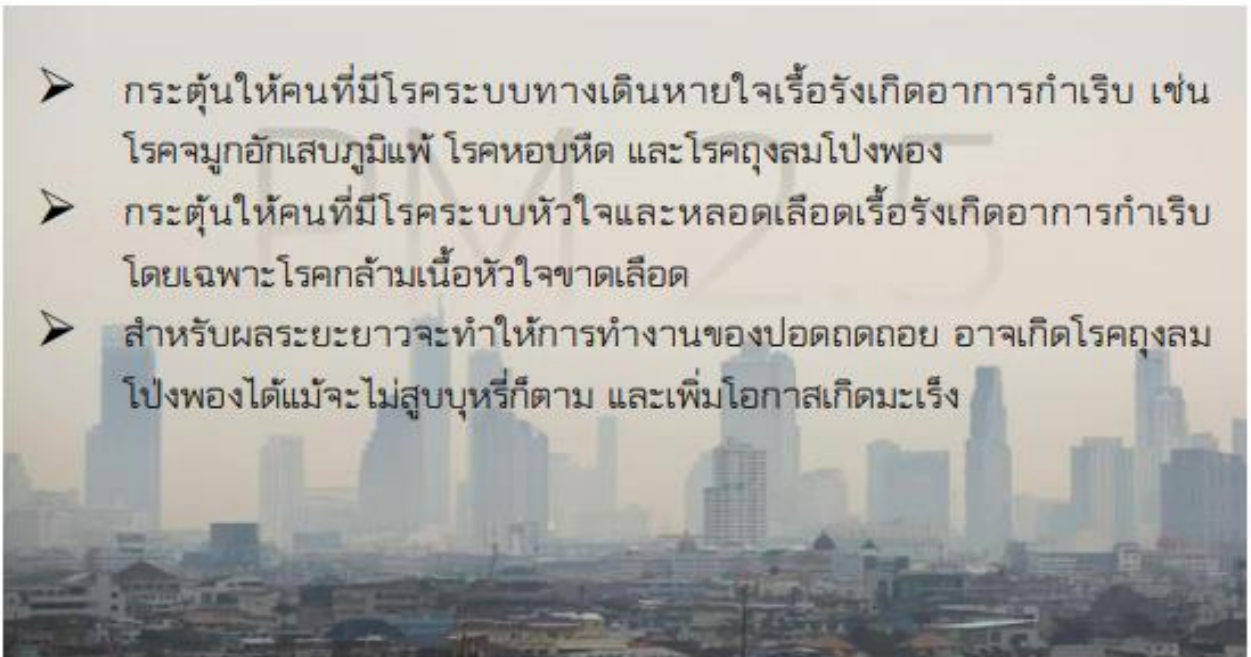 PM 2.5
➢ กระตุ้นให้คนที่มีโรคระบบทางเดินหายใจเรื้อรังเกิดอาการกำเริบ เช่น
โรคจมูกอักเสบภูมิแพ้ โรคหอบหืด และโรคถุงลมโป่งพอง
➢ กระตุ้นให้คนที่มีโรคระบบหัวใจและหลอดเลือดเรื้อรังเกิดอาการกำเริบ
โดยเฉพาะโรคกล้ามเนื้อหัวใจขาดเลือด
➢ สำหรับผลระยะยาวจะทำให้การทำงานของปอดถดถอย อาจเกิดโรคถุงลม
โป่งพองได้แม้จะไม่สูบบุหรี่ก็ตาม และเพิ่มโอกาสเกิดมะเร็ง